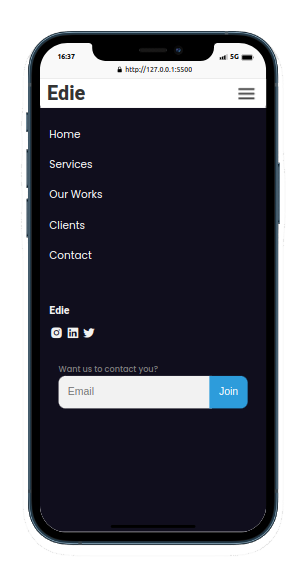 16:37
5G
http://127.0.0.1:5500
Edie
Home
Services
Our Works
Clients
Contact
Edie
Want us to contact you?
Email
Join